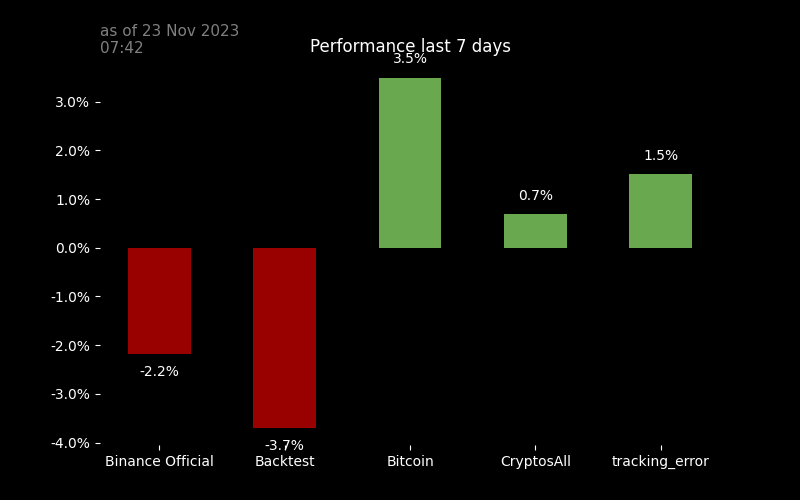 as of 23 Nov 2023
07:42
Performance last 7 days
3.5%
3.0%
2.0%
1.5%
1.0%
0.7%
0.0%
-1.0%
-2.0%
-2.2%
-3.0%
-4.0%
-3.7%
Binance Official
Backtest
Bitcoin
CryptosAll
tracking_error